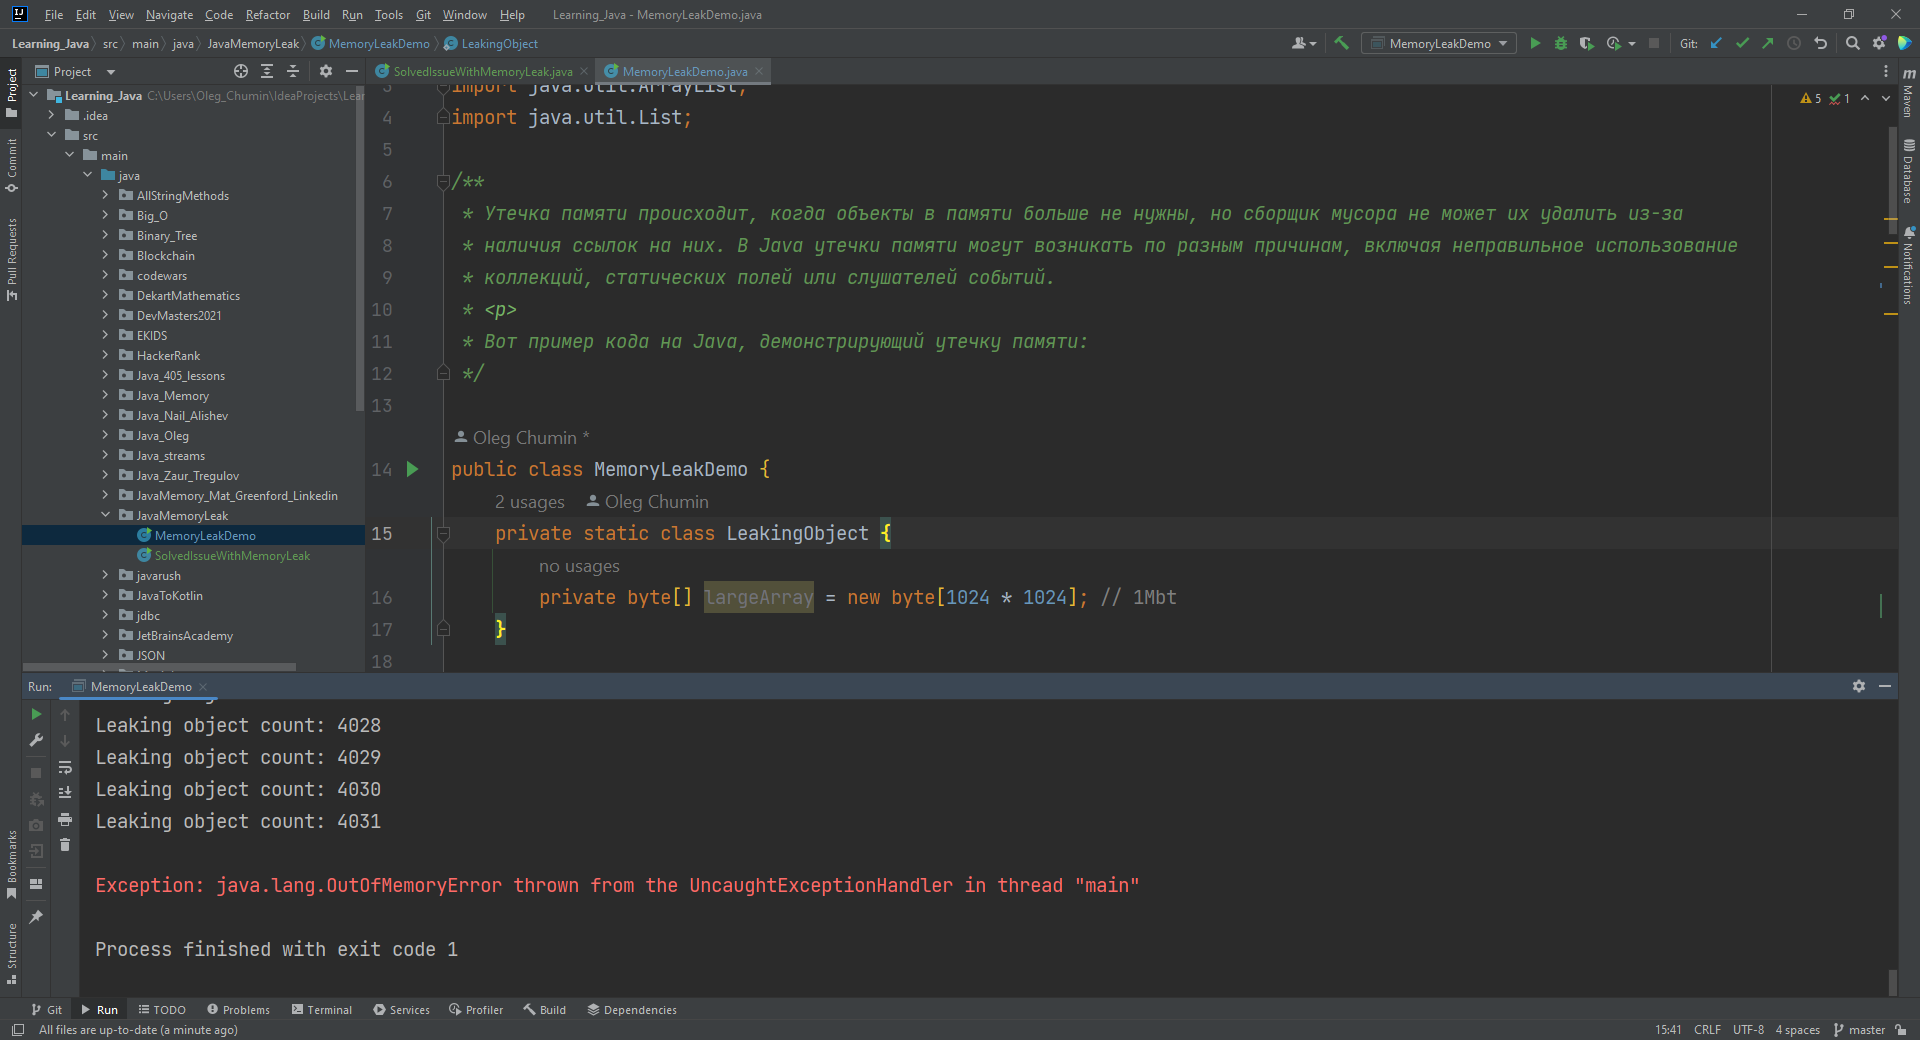 File Edit View Navigate Code Refactor Build Run Tools Git Window Help Learning_Java - MemoryLeakDemo.java
Learning_Java src main java JavaMemoryLeak MemoryLeakDemo LeakingObject MemoryLeakDemo Git:
Project
SolvedIssueWithMemoryLeak.java MemoryLeakDemo.java
Learning_Java C:\Users\Oleg_Chumin\IdeaProjects\Lear
.idea
src
main
java
AllStringMethods
Big_O
Binary_Tree
Blockchain
codewars
DekartMathematics
DevMasters2021
EKIDS
HackerRank
Java_405_lessons
Java_Memory
Java_Nail_Alishev
Java_Oleg
Java_streams
Java_Zaur_Tregulov
JavaMemory_Mat_Greenford_Linkedin
JavaMemoryLeak
MemoryLeakDemo
SolvedIssueWithMemoryLeak
javarush
JavaToKotlin
jdbc
JetBrainsAcademy
JSON
Project
Commit
Pull Requests
Bookmarks
Structure
3 import java.util.ArrayList;
4 import java.util.List;
5
6 /**
7 * Утечка памяти происходит, когда объекты в памяти больше не нужны, но сборщик мусора не может их удалить из-за
8 * наличия ссылок на них. В Java утечки памяти могут возникать по разным причинам, включая неправильное использование
9 * коллекций, статических полей или слушателей событий.
10 * <p>
11 * Вот пример кода на Java, демонстрирующий утечку памяти:
12 */
13
Oleg Chumin *
14 public class MemoryLeakDemo {
2 usages Oleg Chumin
15 private static class LeakingObject {
no usages
16 private byte[] largeArray = new byte[1024 * 1024]; // 1Mbt
17 }
18
5 1
Maven
Database
Notifications
Run: MemoryLeakDemo
Leaking object count: 4028
Leaking object count: 4029
Leaking object count: 4030
Leaking object count: 4031
Exception: java.lang.OutOfMemoryError thrown from the UncaughtExceptionHandler in thread "main"
Process finished with exit code 1
Git Run TODO Problems Terminal Services Profiler Build Dependencies
All files are up-to-date (a minute ago) 15:41 CRLF UTF-8 4 spaces master